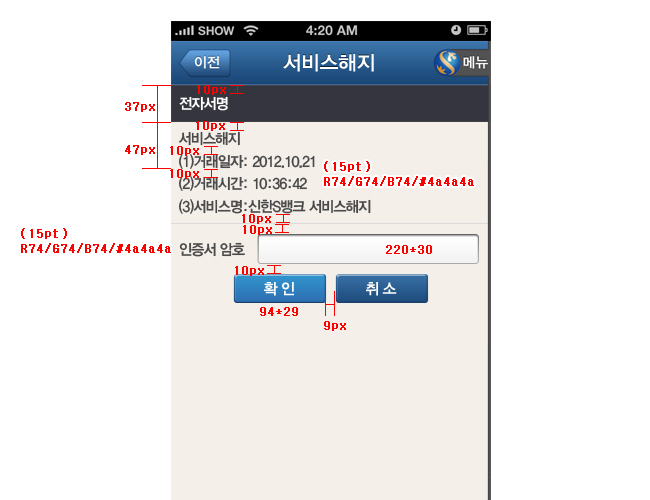 SHOW 4:20 AM
이전 서비스해지 메뉴
10px
37px 전자서명
10px
서비스해지
47px 10px
(1)거래일자: 2012.10.21 (15pt)
10px
(2)거래시간: 10:36:42 R74/G74/B74/#4a4a4a
(3)서비스명:신한S뱅크 서비스해지
10px
10px
(15pt)
R74/G74/B74/#4a4a4a 인증서 암호 220*30
10px
확인 취소
94*29
9px